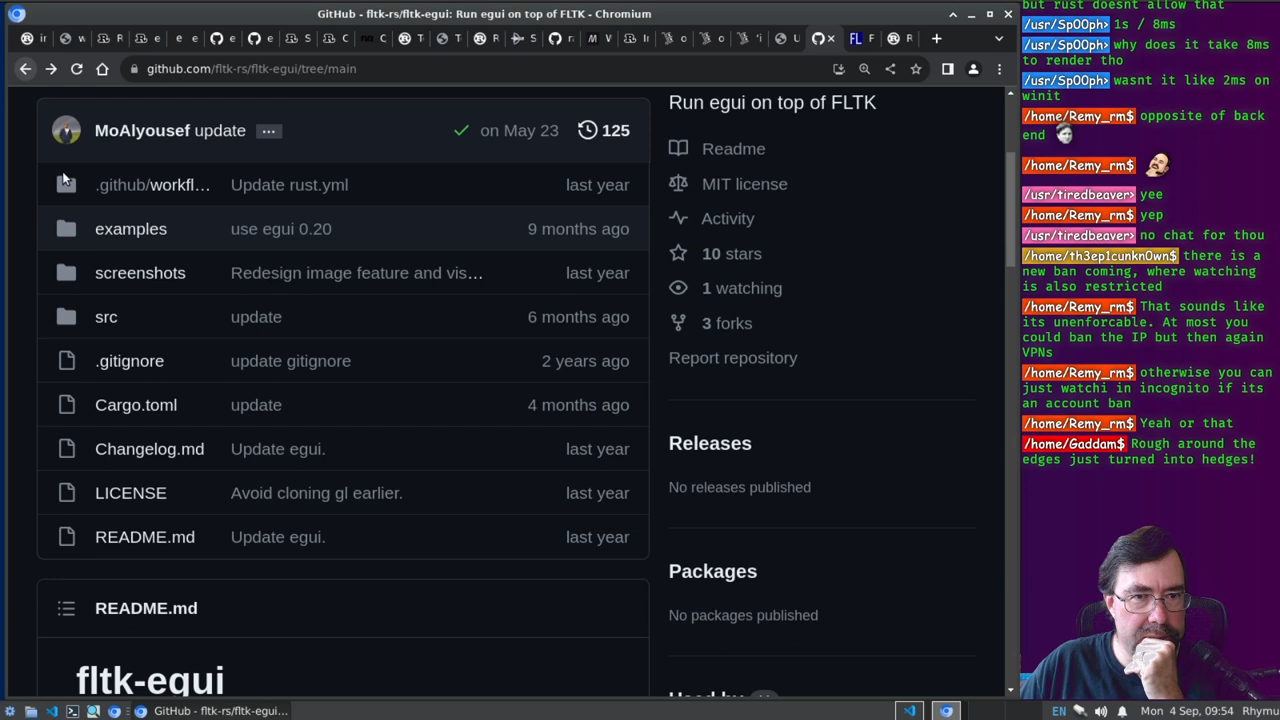 GitHub - fltk-rs/fltk-egui: Run egui on top of FLTK - Chromium
but rust doesnt allow that
github.com/fltk-rs/fltk-egui/tree/main
MoAlyousef update
on May 23
125
.github/workfl…
Update rust.yml
last year
examples
use egui 0.20
9 months ago
screenshots
Redesign image feature and vis…
last year
src
update
6 months ago
.gitignore
update gitignore
2 years ago
Cargo.toml
update
4 months ago
Changelog.md
Update egui.
last year
LICENSE
Avoid cloning gl earlier.
last year
README.md
Update egui.
last year
README.md
fltk-egui
Run egui on top of FLTK
Readme
MIT license
Activity
10 stars
1 watching
3 forks
Report repository
Releases
No releases published
Packages
No packages published
/usr/Sp00ph> 1s / 8ms
/usr/Sp00ph> why does it take 8ms
to render tho
/usr/Sp00ph> wasnt it like 2ms on
winit
/home/Remy_rm$ opposite of back
end
/home/Remy_rm$
/usr/tiredbeaver> yee
/home/Remy_rm$ yep
/usr/tiredbeaver> no chat for thou
/home/th3ep1cunkn0wn$ there is a
new ban coming, where watching
is also restricted
/home/Remy_rm$ That sounds like
its unenforcable. At most you
could ban the IP but then again
VPNs
/home/Remy_rm$ otherwise you can
just watchi in incognito if its
an account ban
/home/Remy_rm$ Yeah or that
/home/Gaddam$ Rough around the
edges just turned into hedges!
GitHub - fltk-rs/fltk-egui:…
EN
Mon 4 Sep, 09:54
Rhymu